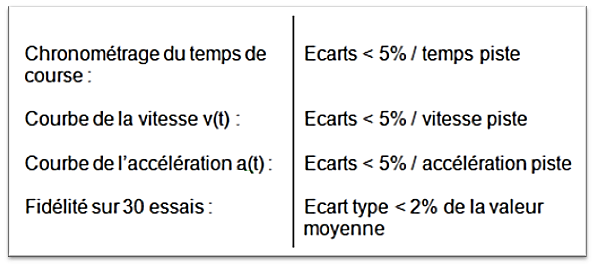 Chronométrage du temps de
course :
Ecarts < 5% / temps piste
Courbe de la vitesse v(t) :
Ecarts < 5% / vitesse piste
Courbe de l'accélération a(t) :
Ecarts < 5% / accélération piste
Fidélité sur 30 essais :
Ecart type < 2% de la valeur
moyenne